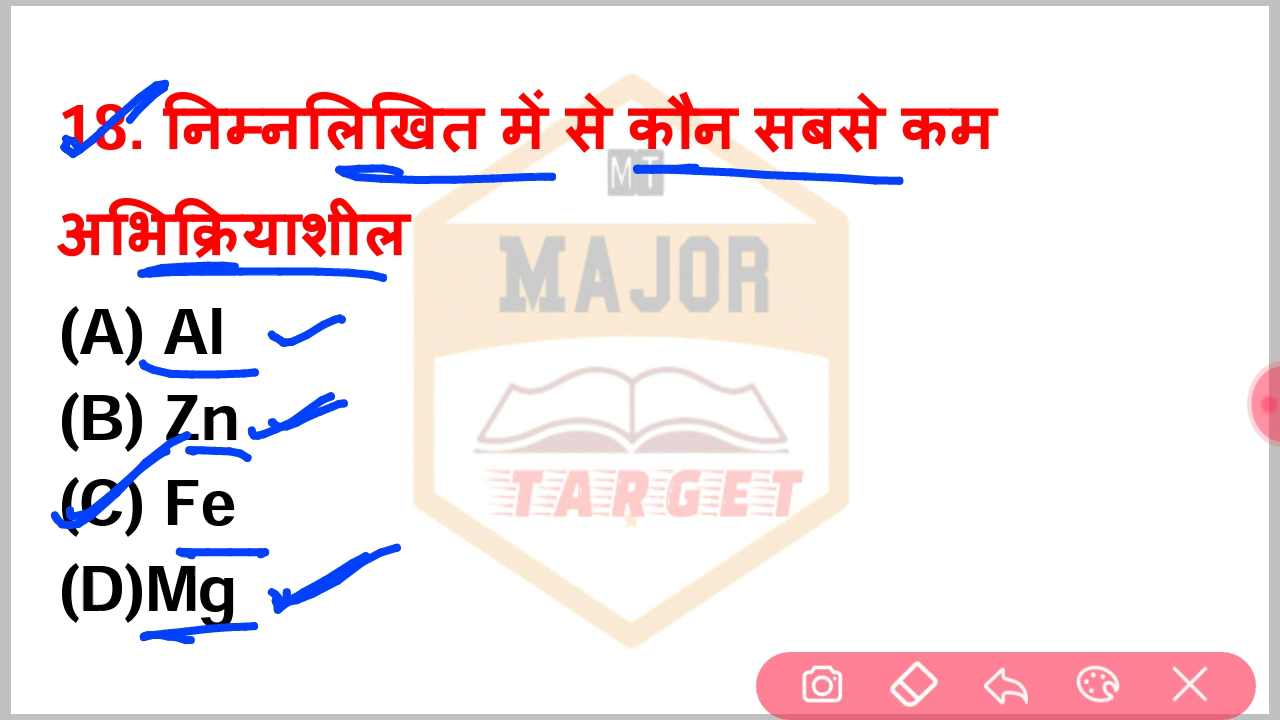 18. निम्नलिखित में से कौन सबसे कम
अभिक्रियाशील
(A) Al
(B) Zn
(C) Fe
(D)Mg
MT
MAJOR
TARGET